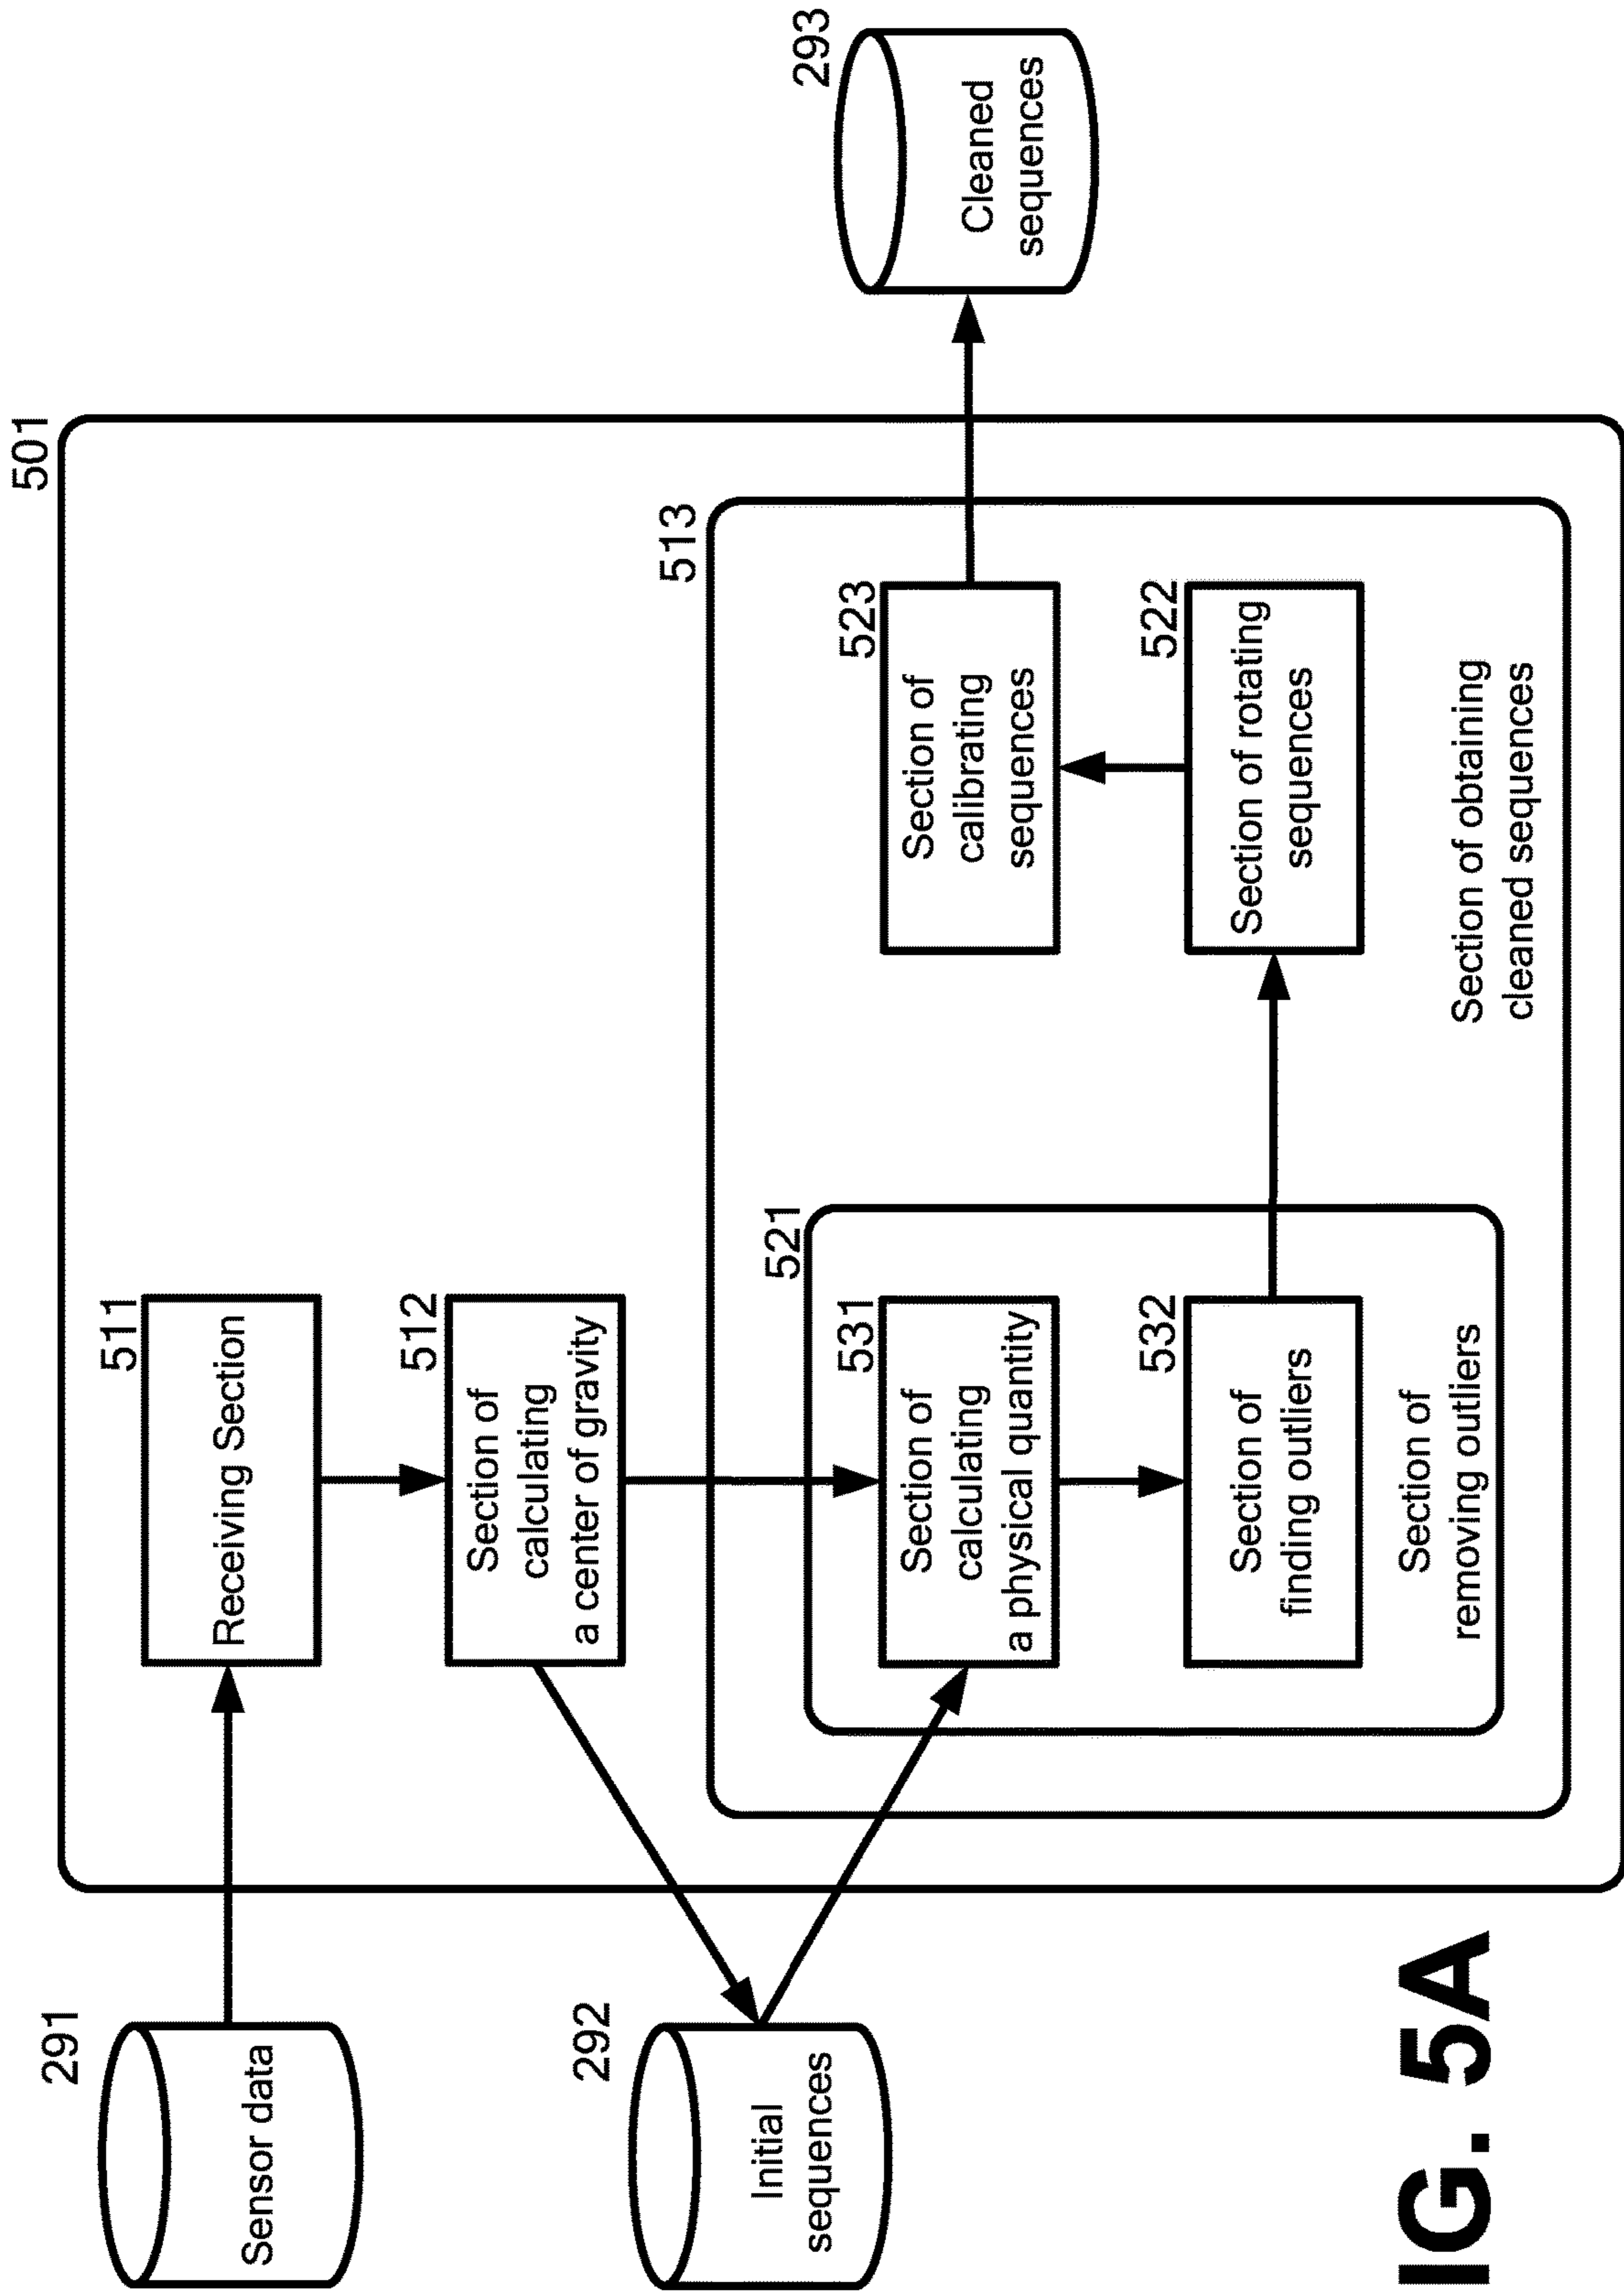 501
291
Sensor data
511
Receiving Section
512
Section of
calculating
a center of gravity
292
Initial
sequences
513
521
531
Section of
calculating
a physical quantity
532
Section of
finding outliers
Section of
removing outliers
523
Section of
calibrating
sequences
522
Section of rotating
sequences
Section of obtaining
cleaned sequences
293
Cleaned
sequences
IG. 5A